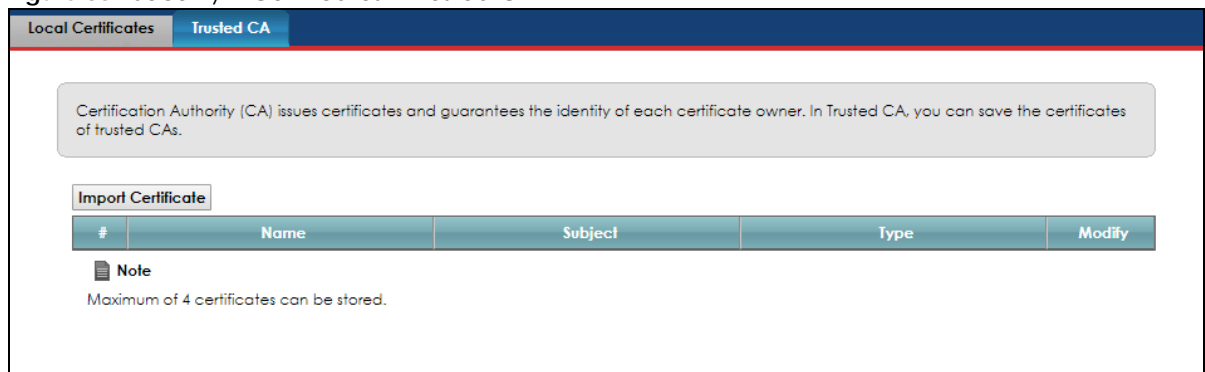 Local Certificates Trusted CA
Certification Authority (CA) issues certificates and guarantees the identity of each certificate owner. In Trusted CA, you can save the certificates
of trusted CAs.
Import Certificate
# Name Subject Type Modify
Note
Maximum of 4 certificates can be stored.